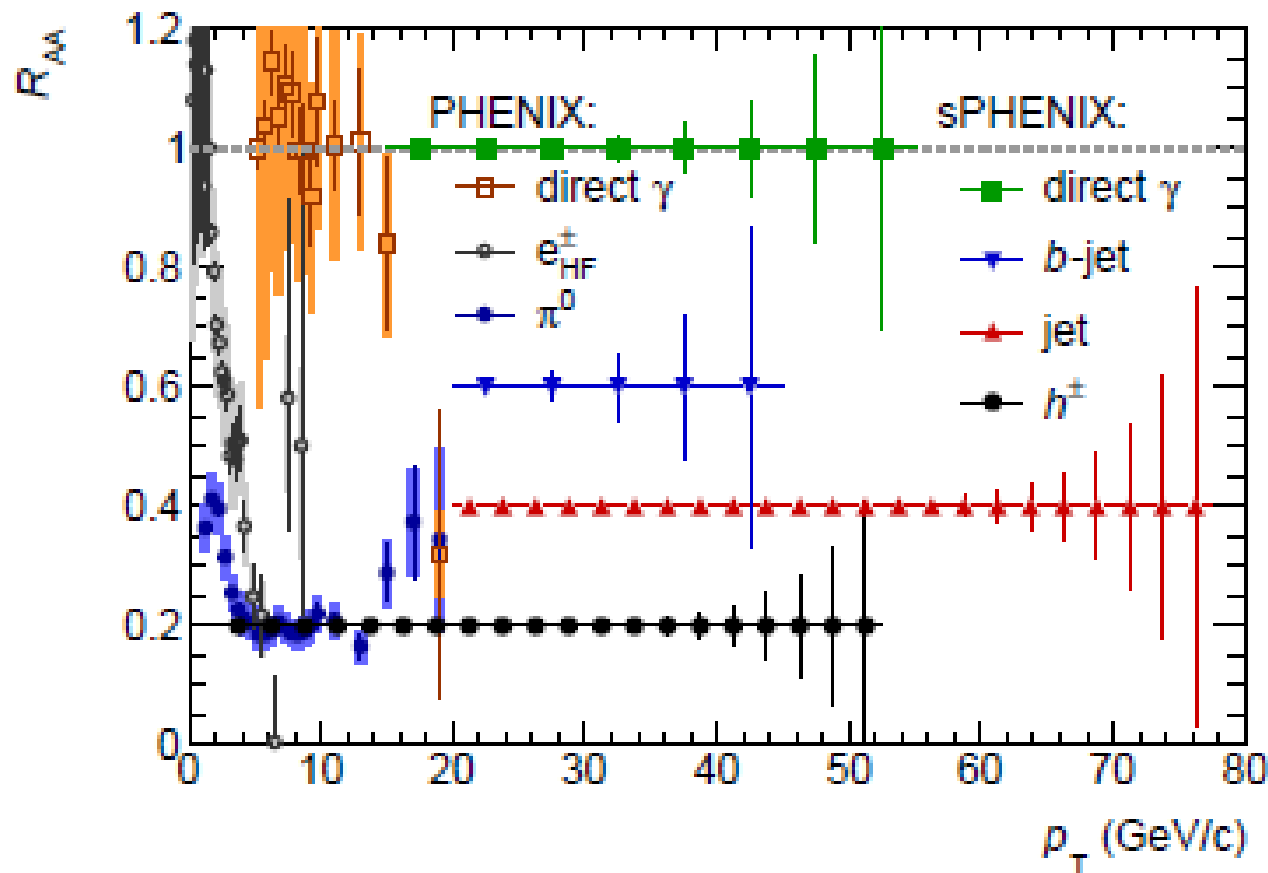 R_AA
1.2
1
0.8
0.6
0.4
0.2
0
PHENIX:
direct γ
e^±_HF
π^0
sPHENIX:
direct γ
b-jet
jet
h^±
0 10 20 30 40 50 60 70 80
p_T (GeV/c)